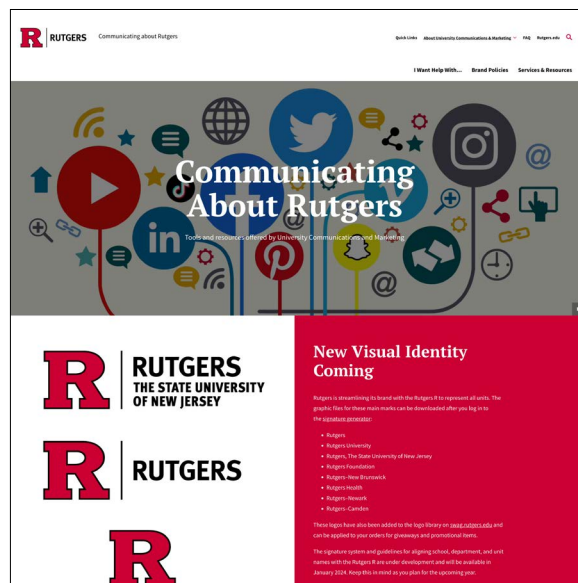 R RUTGERS Communicating about Rutgers
Quick Links About University Communications & Marketing FAQ Rutgers.edu
I Want Help With... Brand Policies Services & Resources
Communicating
About Rutgers
Tools and resources offered by University Communications and Marketing
in
R RUTGERS
THE STATE UNIVERSITY
OF NEW JERSEY
R RUTGERS
R
New Visual Identity
Coming
Rutgers is streamlining its brand with the Rutgers R to represent all units. The
graphic files for these main marks can be downloaded after you log in to
the signature generator:
• Rutgers
• Rutgers University
• Rutgers, The State University of New Jersey
• Rutgers Foundation
• Rutgers–New Brunswick
• Rutgers Health
• Rutgers–Newark
• Rutgers–Camden
These logos have also been added to the logo library on swag.rutgers.edu and
can be applied to your orders for giveaways and promotional items.
The signature system and guidelines for aligning school, department, and unit
names with the Rutgers R are under development and will be available in
January 2024. Keep this in mind as you plan for the upcoming year.